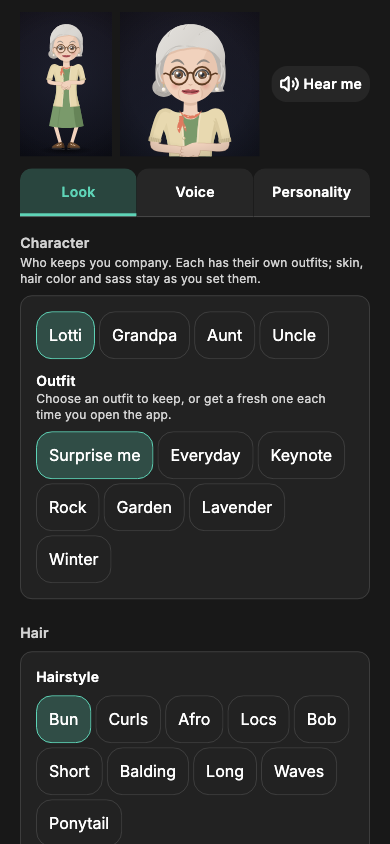 Hear me
Look
Voice
Personality
Character
Who keeps you company. Each has their own outfits; skin,
hair color and sass stay as you set them.
Lotti
Grandpa
Aunt
Uncle
Outfit
Choose an outfit to keep, or get a fresh one each
time you open the app.
Surprise me
Everyday
Keynote
Rock
Garden
Lavender
Winter
Hair
Hairstyle
Bun
Curls
Afro
Locs
Bob
Short
Balding
Long
Waves
Ponytail